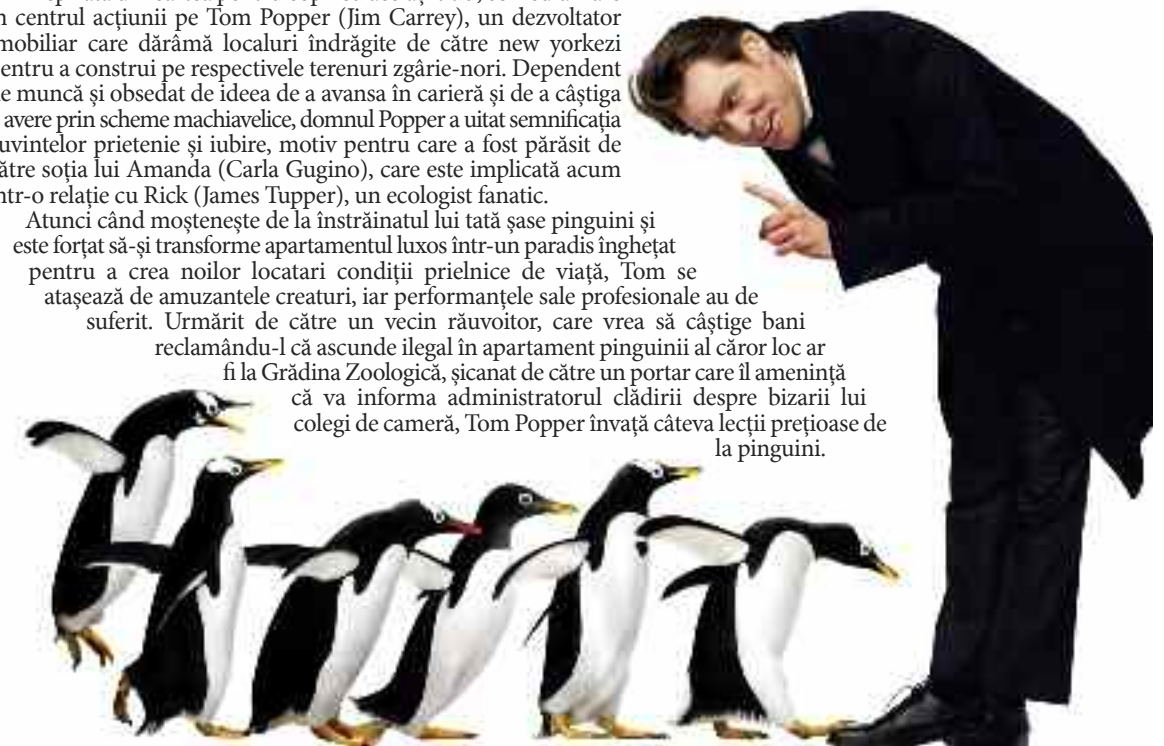 n centrul acțiunii pe Tom Popper (Jim Carrey), un dezvoltator
mobiliar care dărâmă localuri îndrăgite de către new yorkezi
entru a construi pe respectivele terenuri zgârie-nori. Dependent
e muncă și obsedat de ideea de a avansa în carieră și de a câștiga
avere prin scheme machiavelice, domnul Popper a uitat semnificația
uvintelor prietenie și iubire, motiv pentru care a fost părăsit de
ătre soția lui Amanda (Carla Gugino), care este implicată acum
ntr-o relație cu Rick (James Tupper), un ecologist fanatic.
Atunci când moștenește de la înstrăinatul lui tată șase pinguini și
este forțat să-și transforme apartamentul luxos într-un paradis înghețat
pentru a crea noilor locatari condiții prielnice de viață, Tom se
atașează de amuzantele creaturi, iar performanțele sale profesionale au de
suferit. Urmărit de către un vecin răuvoitor, care vrea să câștige bani
reclamându-l că ascunde ilegal în apartament pinguinii al căror loc ar
fi la Grădina Zoologică, șicanat de către un portar care îl amenință
că va informa administratorul clădirii despre bizarii lui
colegi de cameră, Tom Popper învață câteva lecții prețioase de
la pinguini.